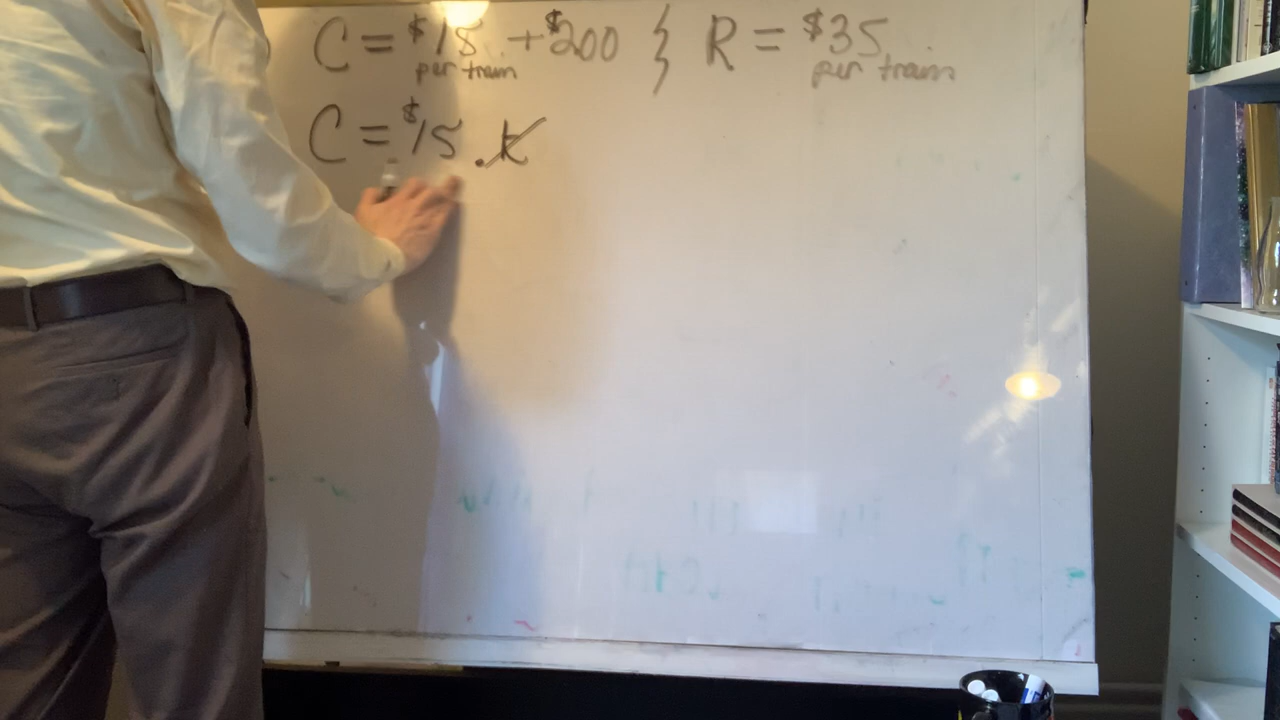 C = $15 + $200 } R = $35
per train per train
C = $15 . t